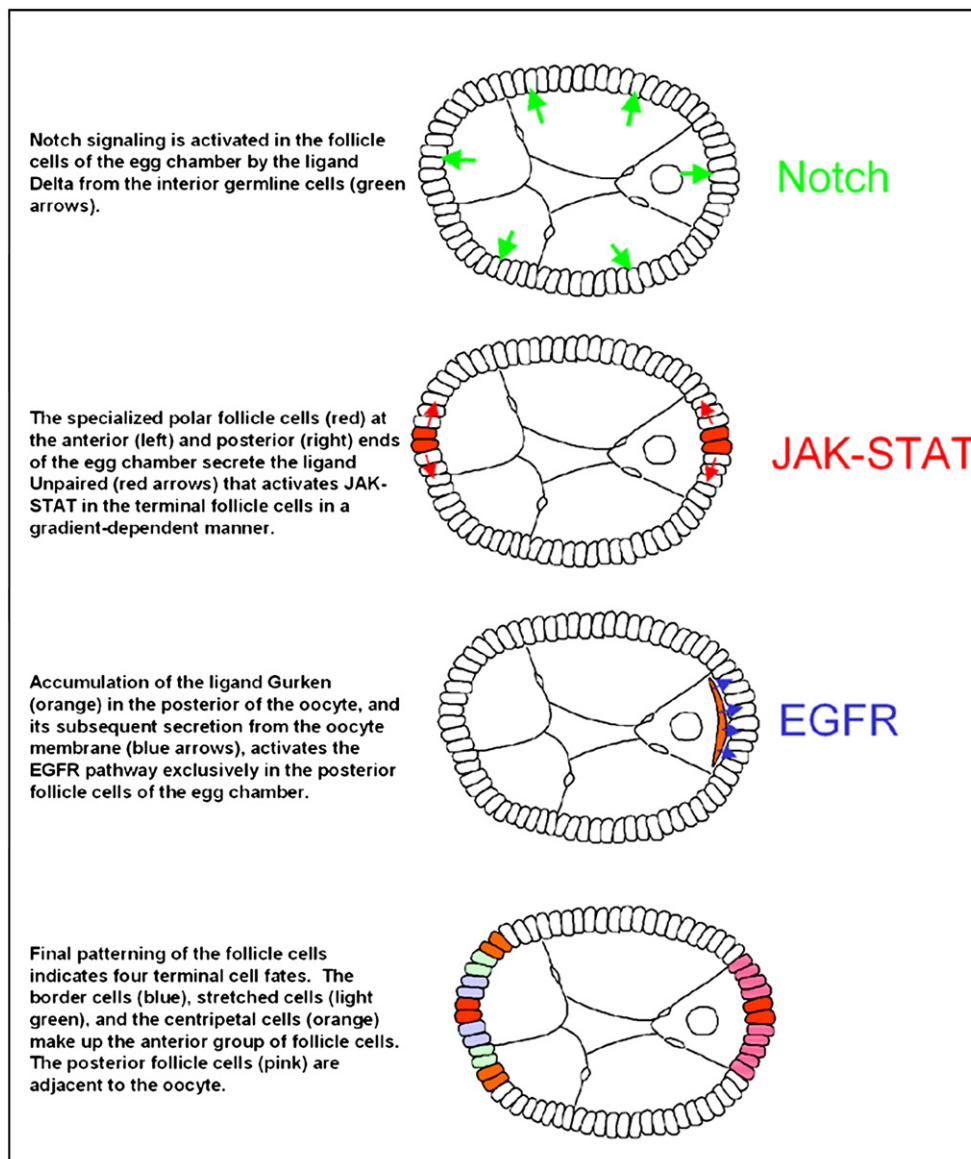 Notch signaling is activated in the follicle
cells of the egg chamber by the ligand
Delta from the interior germline cells (green
arrows).
Notch
The specialized polar follicle cells (red) at
the anterior (left) and posterior (right) ends
of the egg chamber secrete the ligand
Unpaired (red arrows) that activates JAK-
STAT in the terminal follicle cells in a
gradient-dependent manner.
JAK-STAT
Accumulation of the ligand Gurken
(orange) in the posterior of the oocyte, and
its subsequent secretion from the oocyte
membrane (blue arrows), activates the
EGFR pathway exclusively in the posterior
follicle cells of the egg chamber.
EGFR
Final patterning of the follicle cells
indicates four terminal cell fates.  The
border cells (blue), stretched cells (light
green), and the centripetal cells (orange)
make up the anterior group of follicle cells.
The posterior follicle cells (pink) are
adjacent to the oocyte.